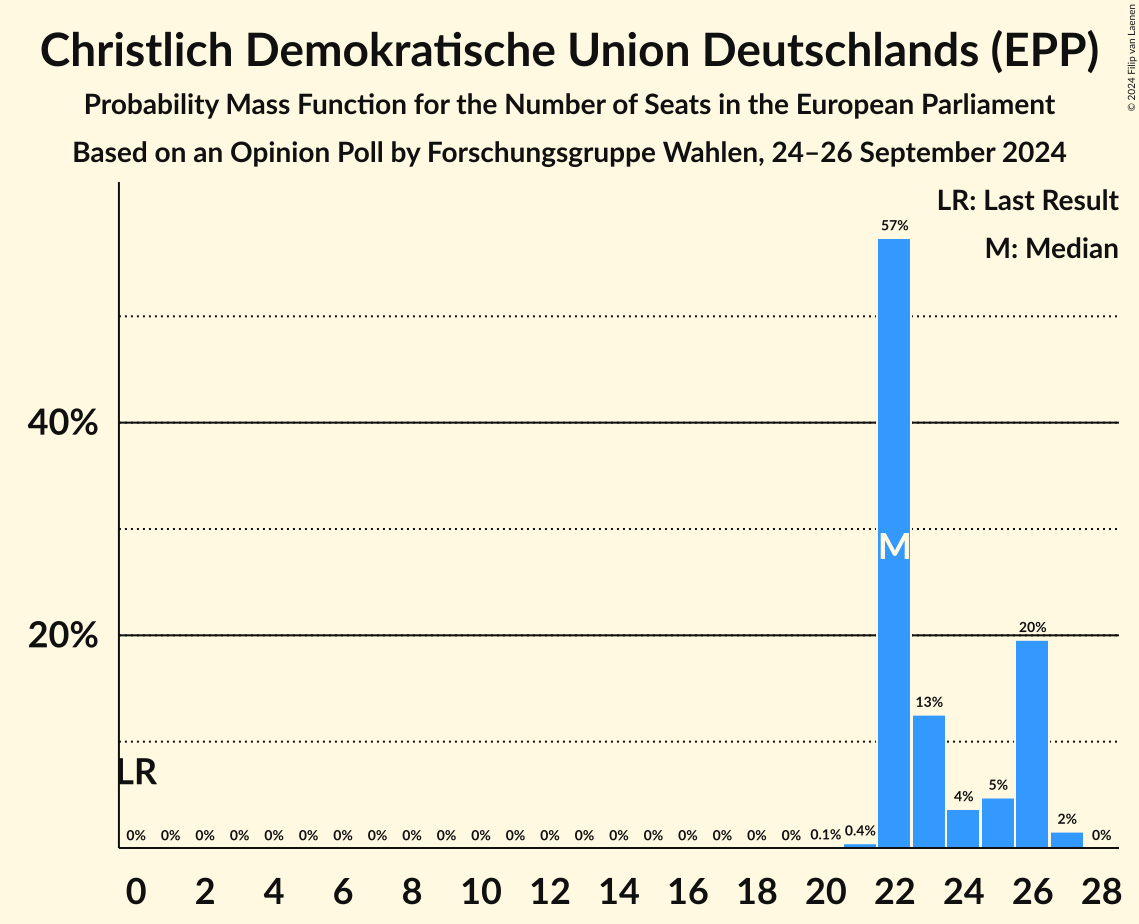 Christlich Demokratische Union Deutschlands (EPP)
Probability Mass Function for the Number of Seats in the European Parliament
Based on an Opinion Poll by Forschungsgruppe Wahlen, 24–26 September 2024
© 2024 Filip van Laenen
LR: Last Result
M: Median
57%
40%
M
20%
20%
13%
LR
5%
4%
2%
0% 0% 0% 0% 0% 0% 0% 0% 0% 0% 0% 0% 0% 0% 0% 0% 0% 0% 0% 0% 0.1% 0.4% 0%
0 2 4 6 8 10 12 14 16 18 20 22 24 26 28